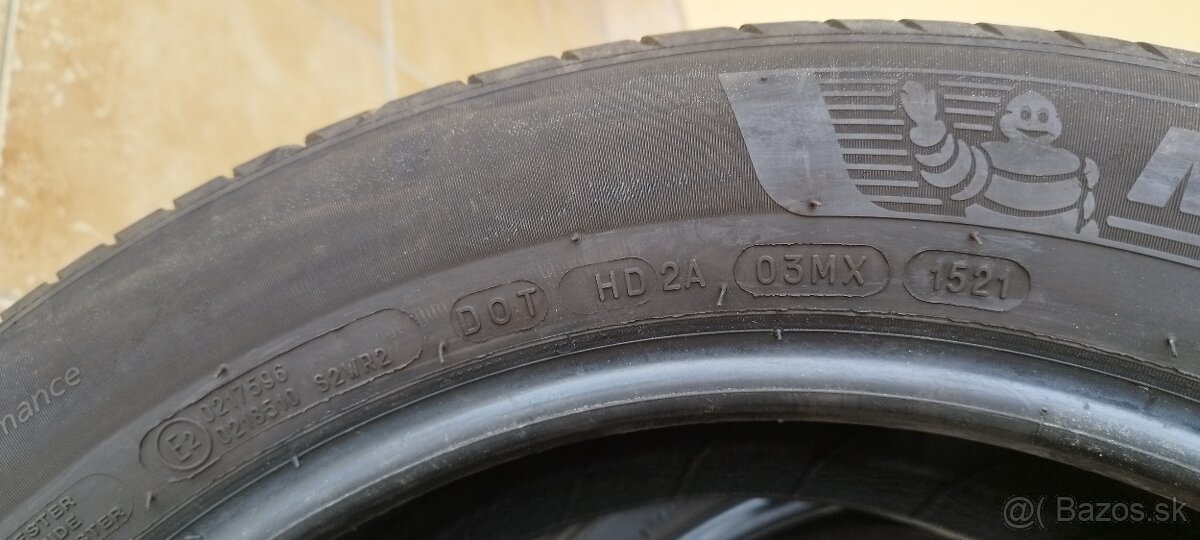 DOT HD 2A 03MX 1521
E2 0217596
0218510 S2WR2
mance
@( Bazos.sk